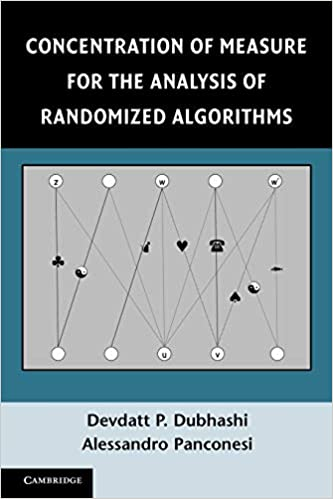 CONCENTRATION OF MEASURE
FOR THE ANALYSIS OF
RANDOMIZED ALGORITHMS
z w w'
u v
Devdatt P. Dubhashi
Alessandro Panconesi
CAMBRIDGE